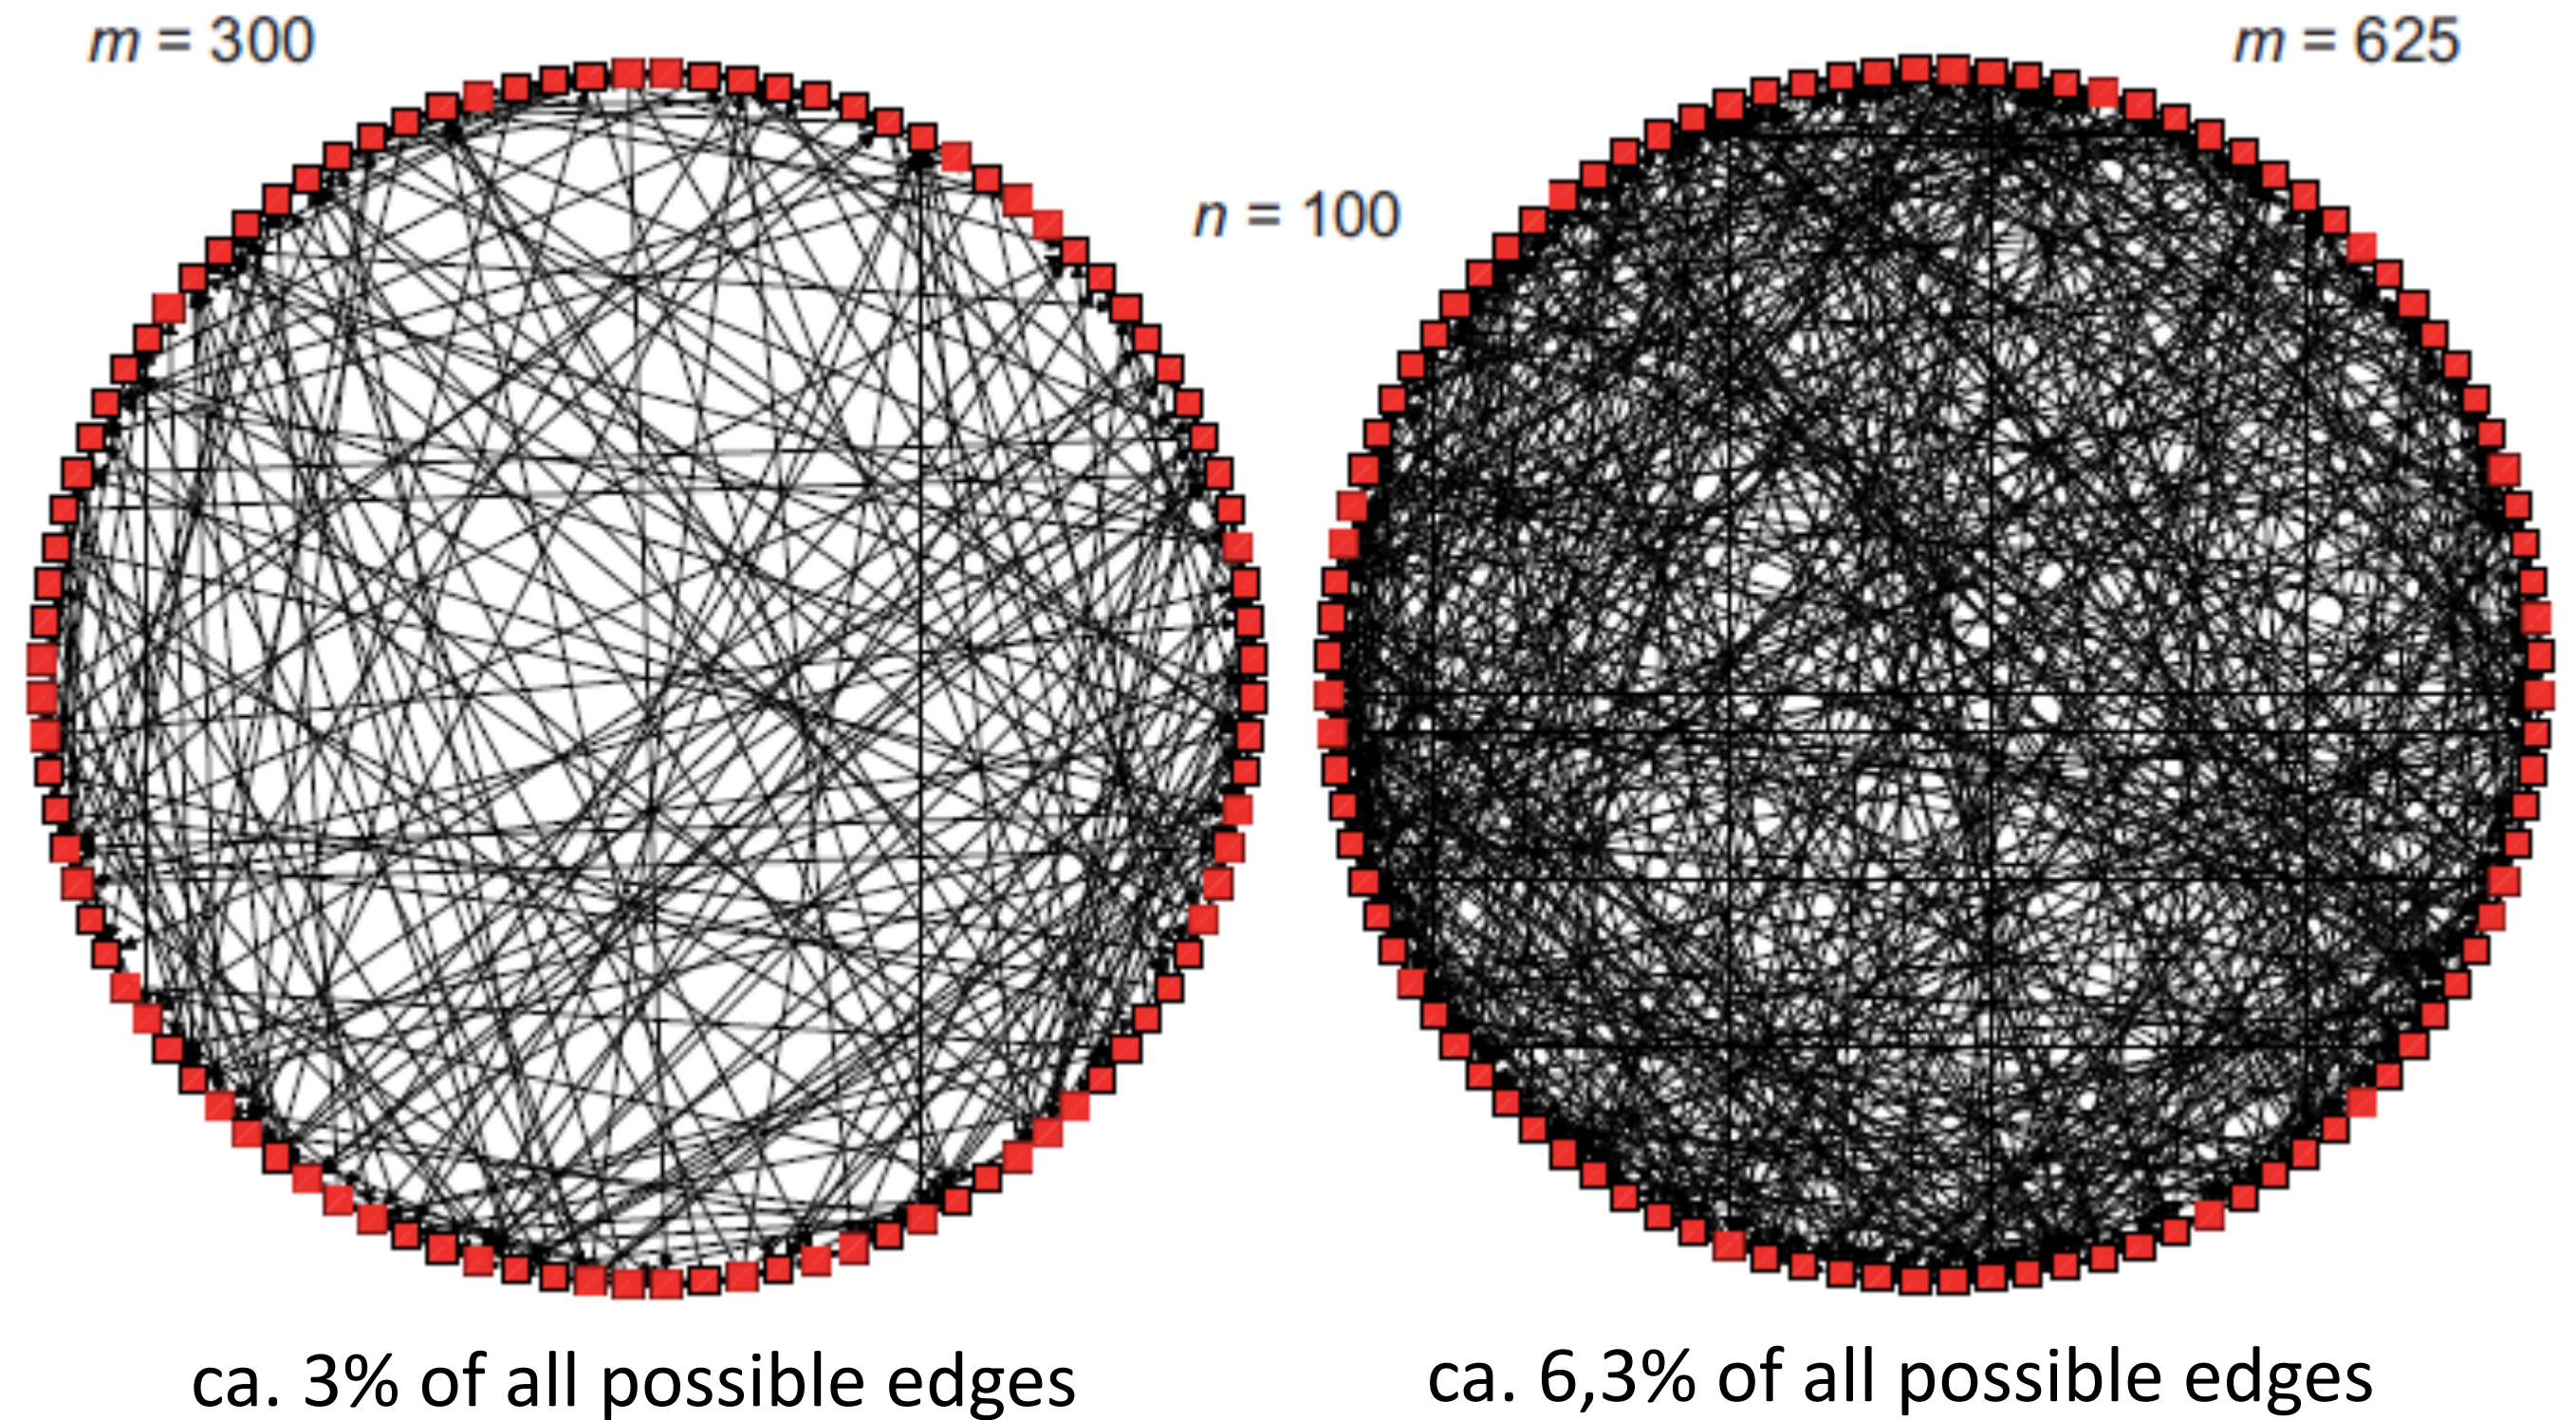 m = 300
m = 625
n = 100
ca. 3% of all possible edges
ca. 6,3% of all possible edges